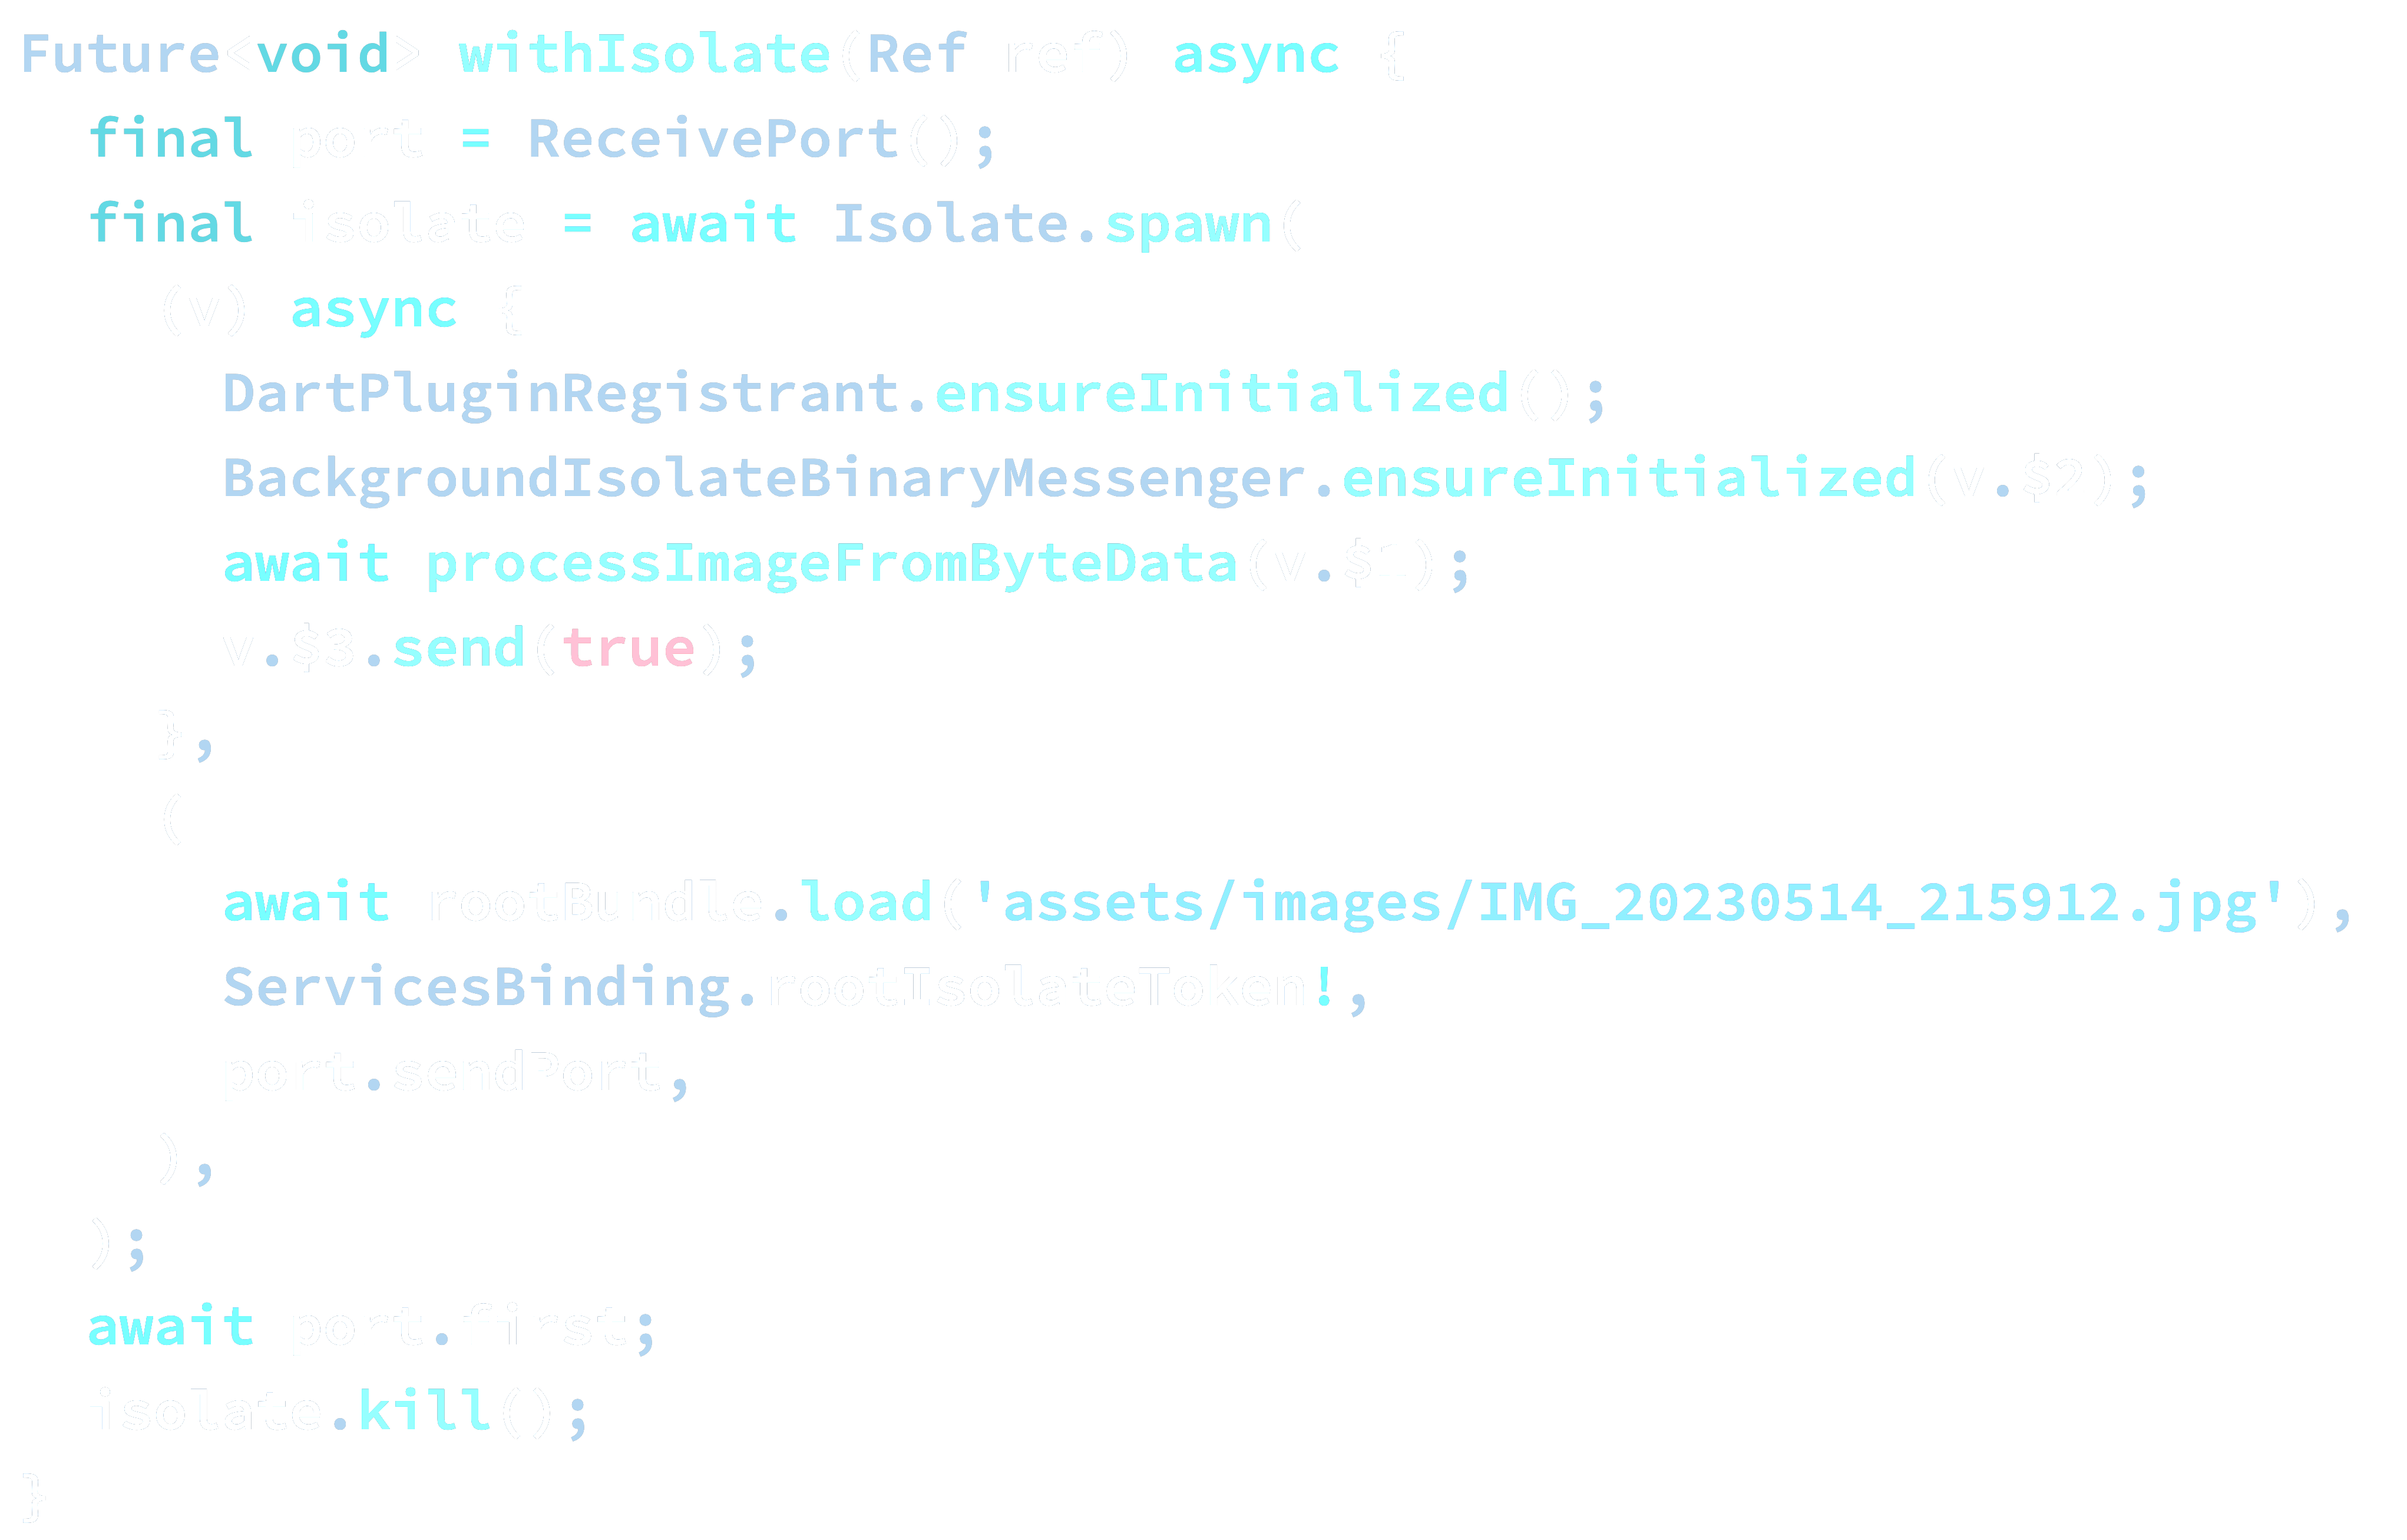 Future<void> withIsolate(Ref ref) async {
  final port = ReceivePort();
  final isolate = await Isolate.spawn(
    (v) async {
      DartPluginRegistrant.ensureInitialized();
      BackgroundIsolateBinaryMessenger.ensureInitialized(v.$2);
      await processImageFromByteData(v.$1);
      v.$3.send(true);
    },
    (
      await rootBundle.load('assets/images/IMG_20230514_215912.jpg'),
      ServicesBinding.rootIsolateToken!,
      port.sendPort,
    ),
  );
  await port.first;
  isolate.kill();
}